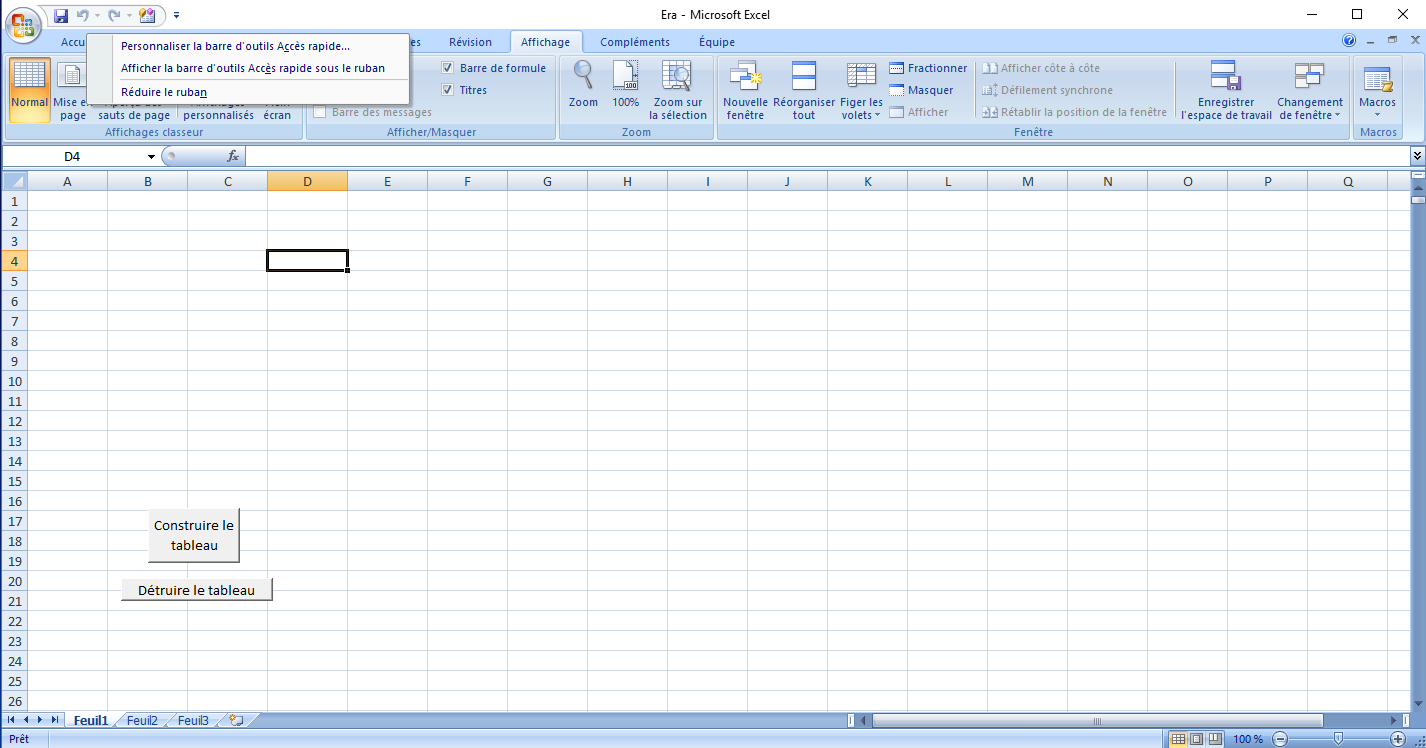 Era - Microsoft Excel
Accu
es
Révision
Affichage
Compléments
Équipe
Personnaliser la barre d'outils Accès rapide...
Afficher la barre d'outils Accès rapide sous le ruban
Réduire le ruban
Normal
Mise en
page
Aperçu des
sauts de page
Affichages
personnalisés
Plein
écran
Affichages classeur
Barre de formule
Titres
Barre des messages
Afficher/Masquer
Zoom
100%
Zoom sur
la sélection
Zoom
Nouvelle
fenêtre
Réorganiser
tout
Figer les
volets
Fractionner
Masquer
Afficher
Afficher côte à côte
Défilement synchrone
Rétablir la position de la fenêtre
Enregistrer
l'espace de travail
Changement
de fenêtre
Fenêtre
Macros
Macros
D4
fx
A B C D E F G H I J K L M N O P Q
1
2
3
4
5
6
7
8
9
10
11
12
13
14
15
16
17
18
19
20
21
22
23
24
25
26
Construire le
tableau
Détruire le tableau
Feuil1 Feuil2 Feuil3
Prêt
100 %